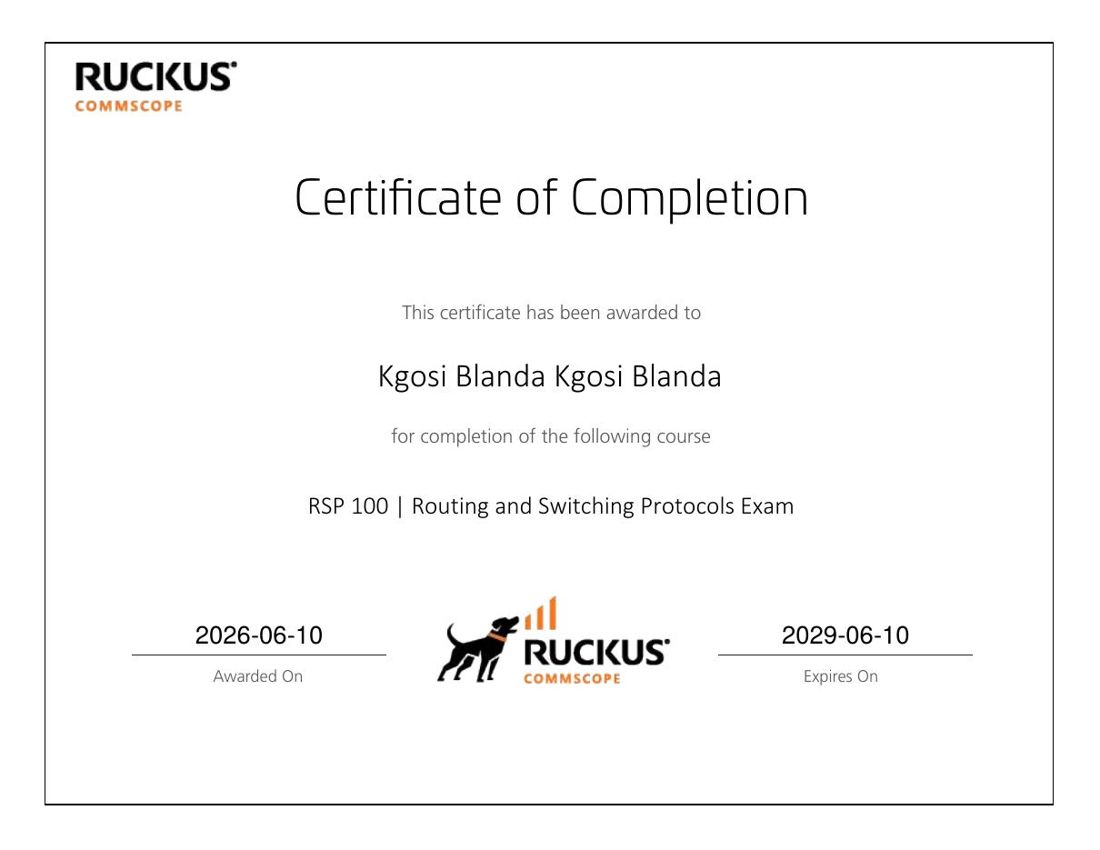 RUCKUS
COMMSCOPE
Certificate of Completion
This certificate has been awarded to
Kgosi Blanda Kgosi Blanda
for completion of the following course
RSP 100 | Routing and Switching Protocols Exam
2026-06-10
Awarded On
RUCKUS
COMMSCOPE
2029-06-10
Expires On